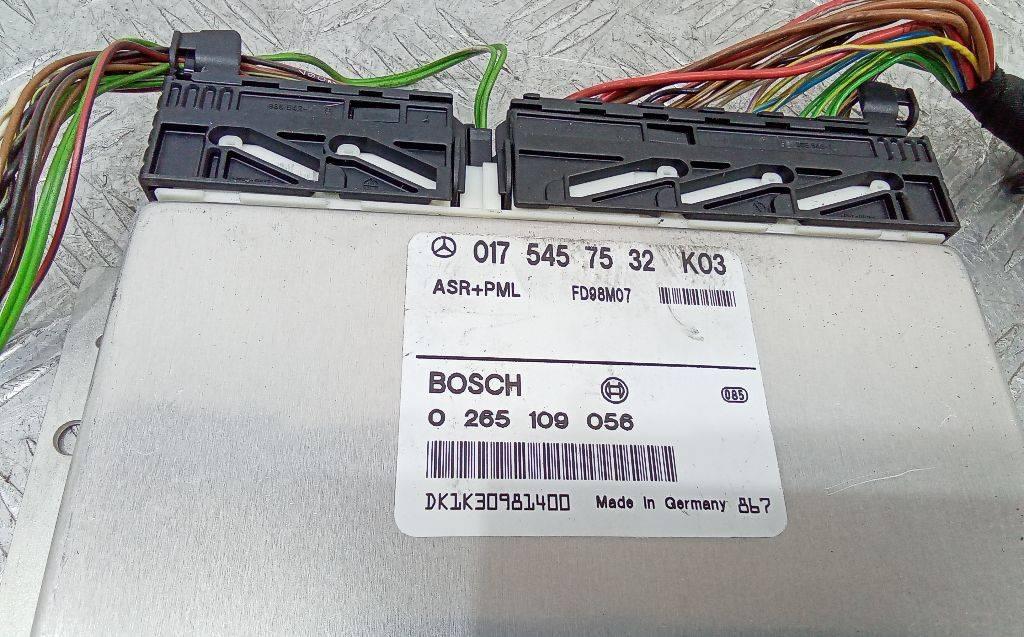 017 545 75 32 K03
ASR+PML FD98M07
BOSCH
085
0 265 109 056
DK1K30981400 Made in Germany 867